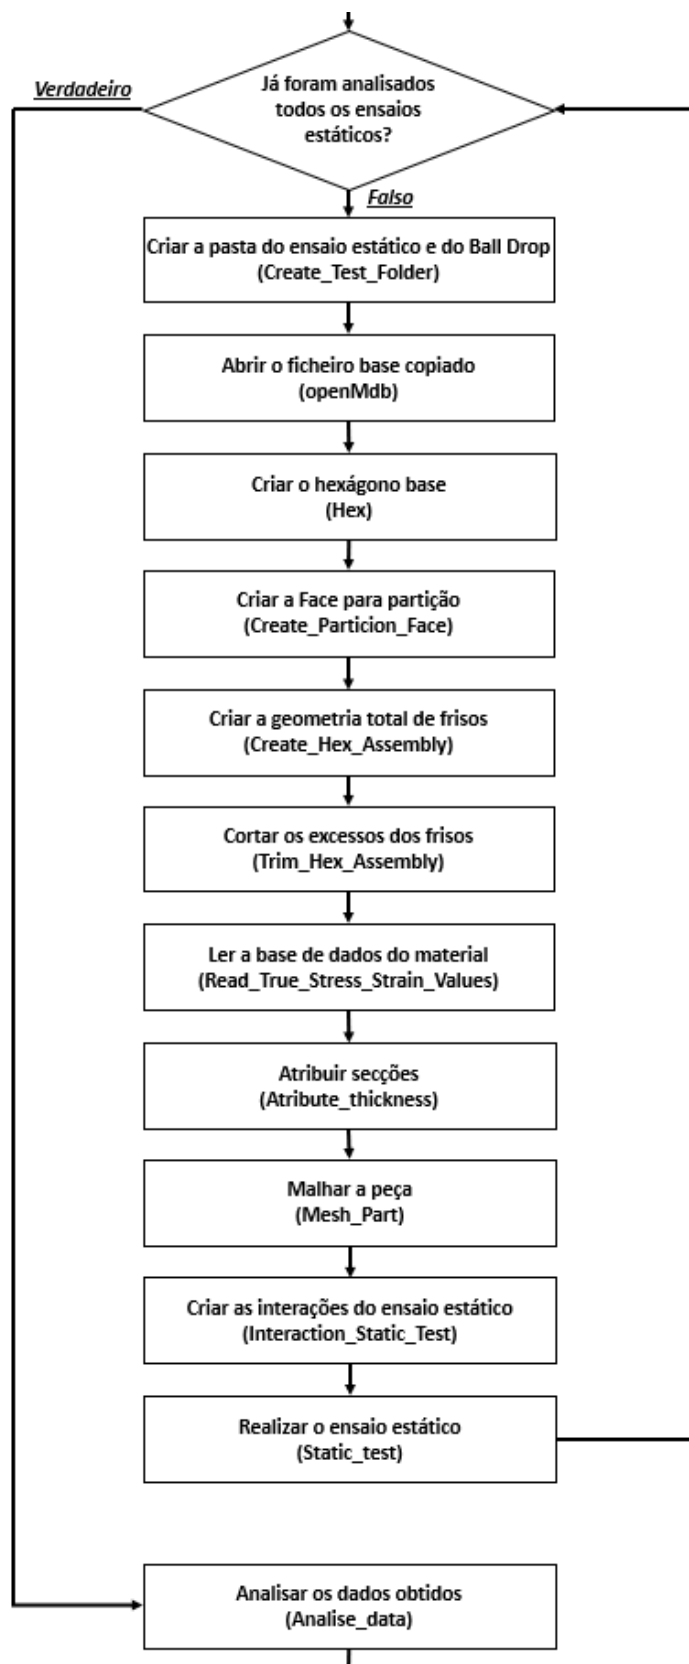 Já foram analisados
todos os ensaios
estáticos?
Verdadeiro
Falso
Criar a pasta do ensaio estático e do Ball Drop
(Create_Test_Folder)
Abrir o ficheiro base copiado
(openMdb)
Criar o hexágono base
(Hex)
Criar a Face para partição
(Create_Particion_Face)
Criar a geometria total de frisos
(Create_Hex_Assembly)
Cortar os excessos dos frisos
(Trim_Hex_Assembly)
Ler a base de dados do material
(Read_True_Stress_Strain_Values)
Atribuir secções
(Atribute_thickness)
Malhar a peça
(Mesh_Part)
Criar as interações do ensaio estático
(Interaction_Static_Test)
Realizar o ensaio estático
(Static_test)
Analisar os dados obtidos
(Analise_data)